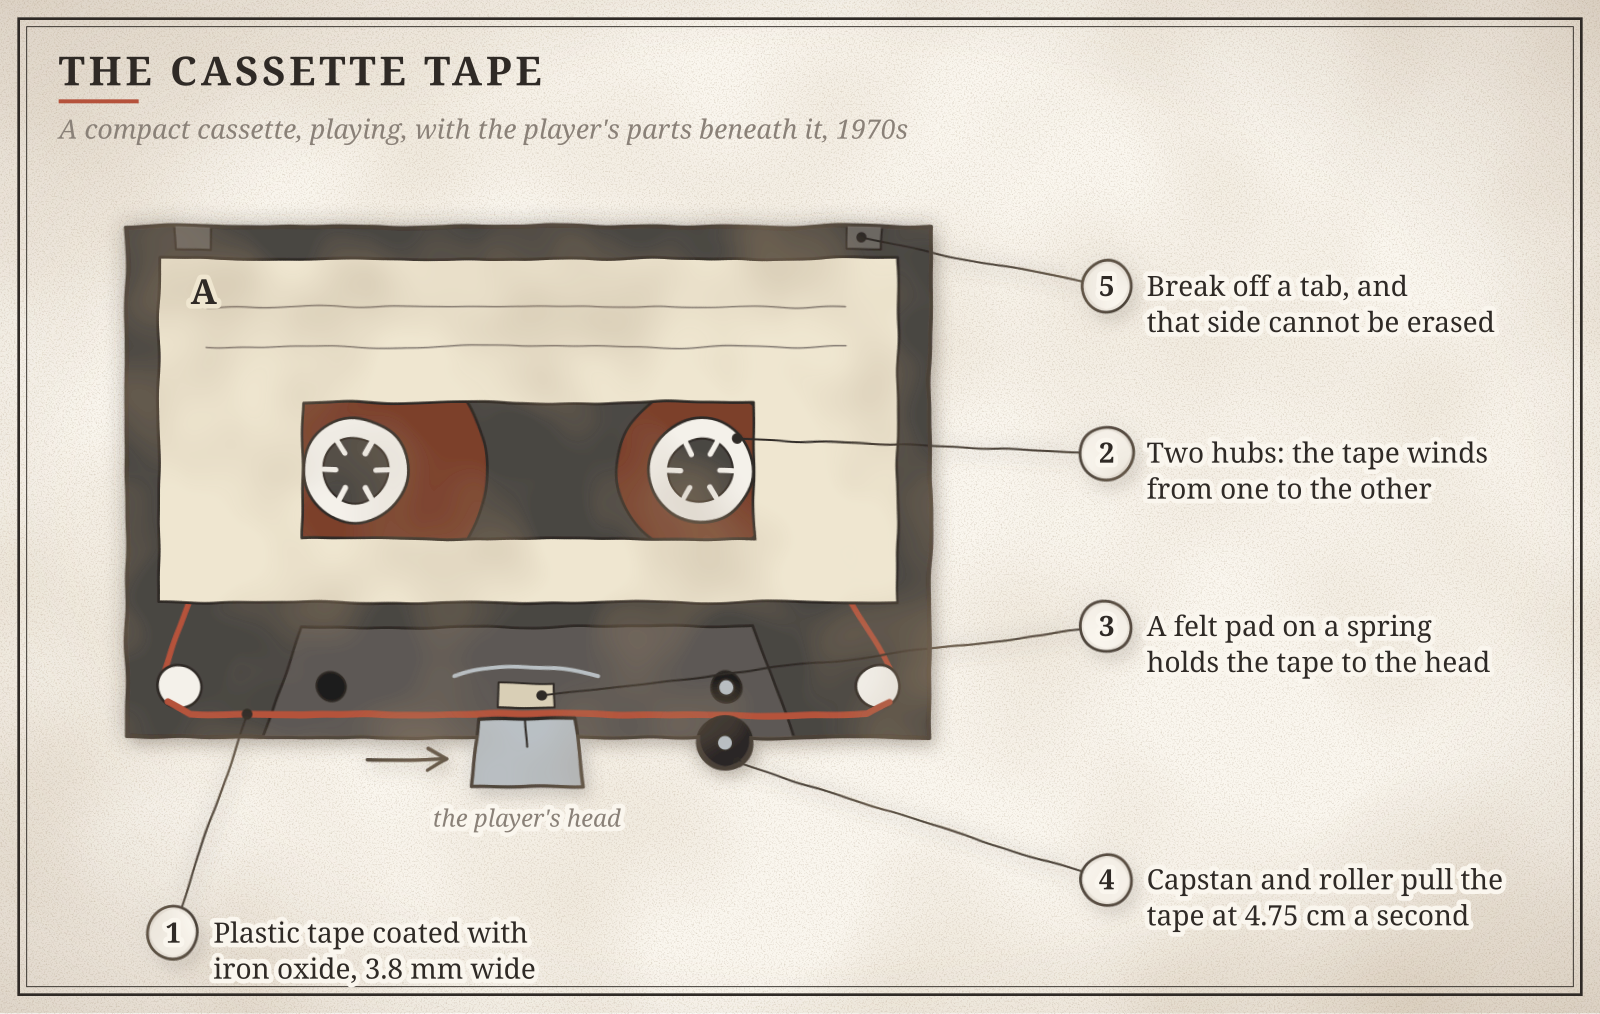 THE CASSETTE TAPE
A compact cassette, playing, with the player's parts beneath it, 1970s
A
5 Break off a tab, and
that side cannot be erased
2 Two hubs: the tape winds
from one to the other
3 A felt pad on a spring
holds the tape to the head
the player's head
4 Capstan and roller pull the
tape at 4.75 cm a second
1 Plastic tape coated with
iron oxide, 3.8 mm wide